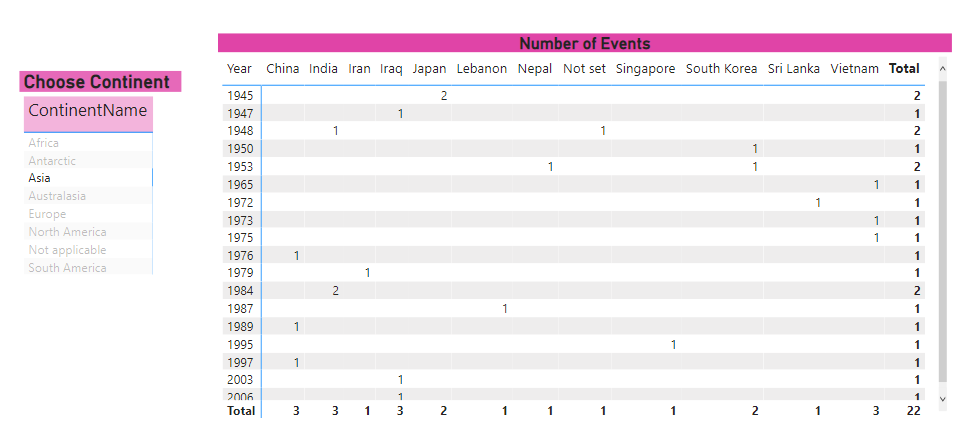 Number of Events
Choose Continent
ContinentName
Africa
Antarctic
Asia
Australasia
Europe
North America
Not applicable
South America
Year China India Iran Iraq Japan Lebanon Nepal Not set Singapore South Korea Sri Lanka Vietnam Total
1945 2 2
1947 1 1
1948 1 1 2
1950 1 1
1953 1 1 2
1965 1 1
1972 1 1
1973 1 1
1975 1 1
1976 1 1
1979 1 1
1984 2 2
1987 1 1
1989 1 1
1995 1 1
1997 1 1
2003 1 1
2006 1 1
Total 3 3 1 3 2 1 1 1 1 2 1 3 22